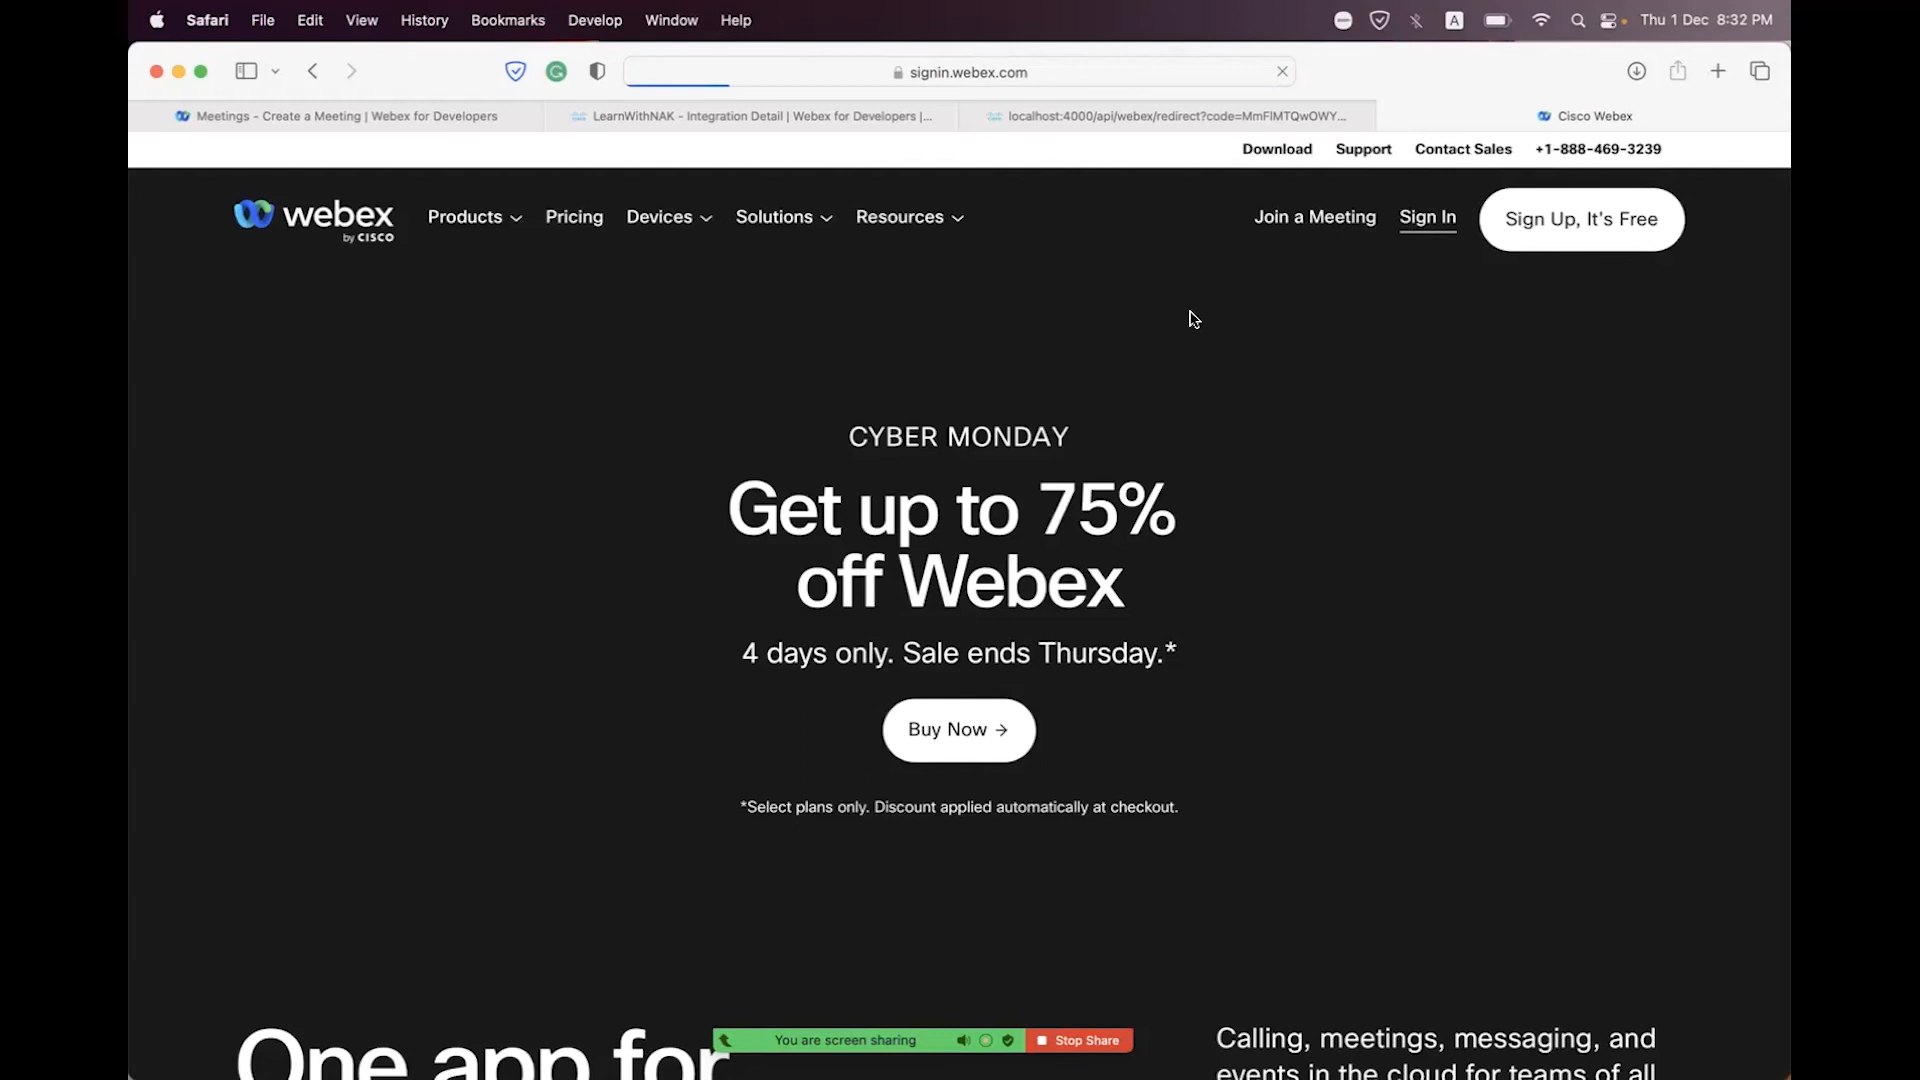 Safari File Edit View History Bookmarks Develop Window Help A Thu 1 Dec 8:32 PM
signin.webex.com
Meetings - Create a Meeting | Webex for Developers LearnWithNAK - Integration Detail | Webex for Developers |... localhost:4000/api/webex/redirect?code=MmFlMTQwOWY... Cisco Webex
Download Support Contact Sales +1-888-469-3239
webex by CISCO Products Pricing Devices Solutions Resources Join a Meeting Sign In Sign Up, It's Free
CYBER MONDAY
Get up to 75%
off Webex
4 days only. Sale ends Thursday.*
Buy Now →
*Select plans only. Discount applied automatically at checkout.
One app for
You are screen sharing Stop Share
Calling, meetings, messaging, and
events in the cloud for teams of all